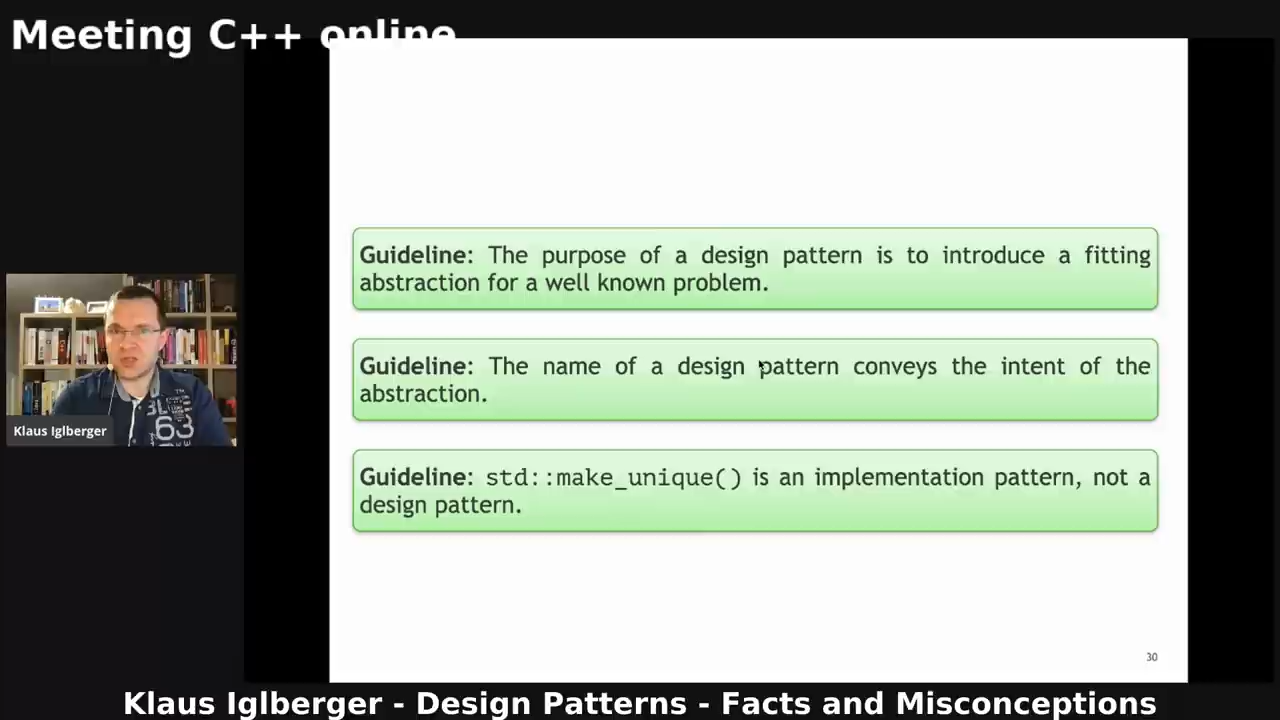 Meeting C++ online
Guideline: The purpose of a design pattern is to introduce a fitting
abstraction for a well known problem.
Guideline: The name of a design pattern conveys the intent of the
abstraction.
Guideline: std::make_unique() is an implementation pattern, not a
design pattern.
Klaus Iglberger
30
Klaus Iglberger - Design Patterns - Facts and Misconceptions